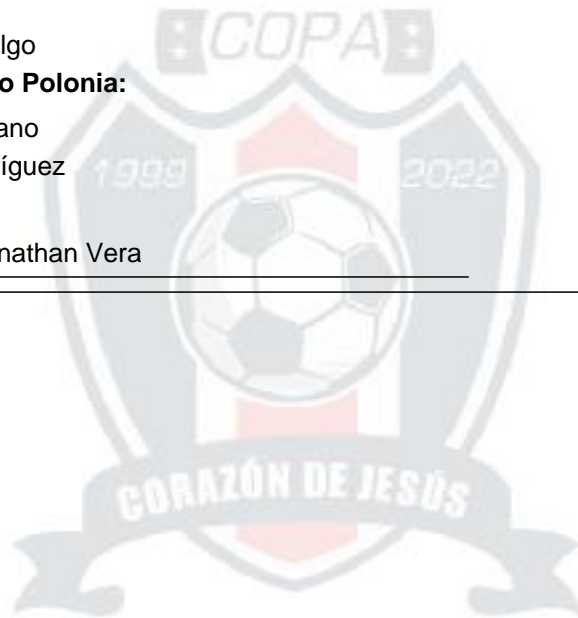 COPA
lgo
o Polonia:
ano
íguez
1999 2022
nathan Vera
CORAZÓN DE JESÚS